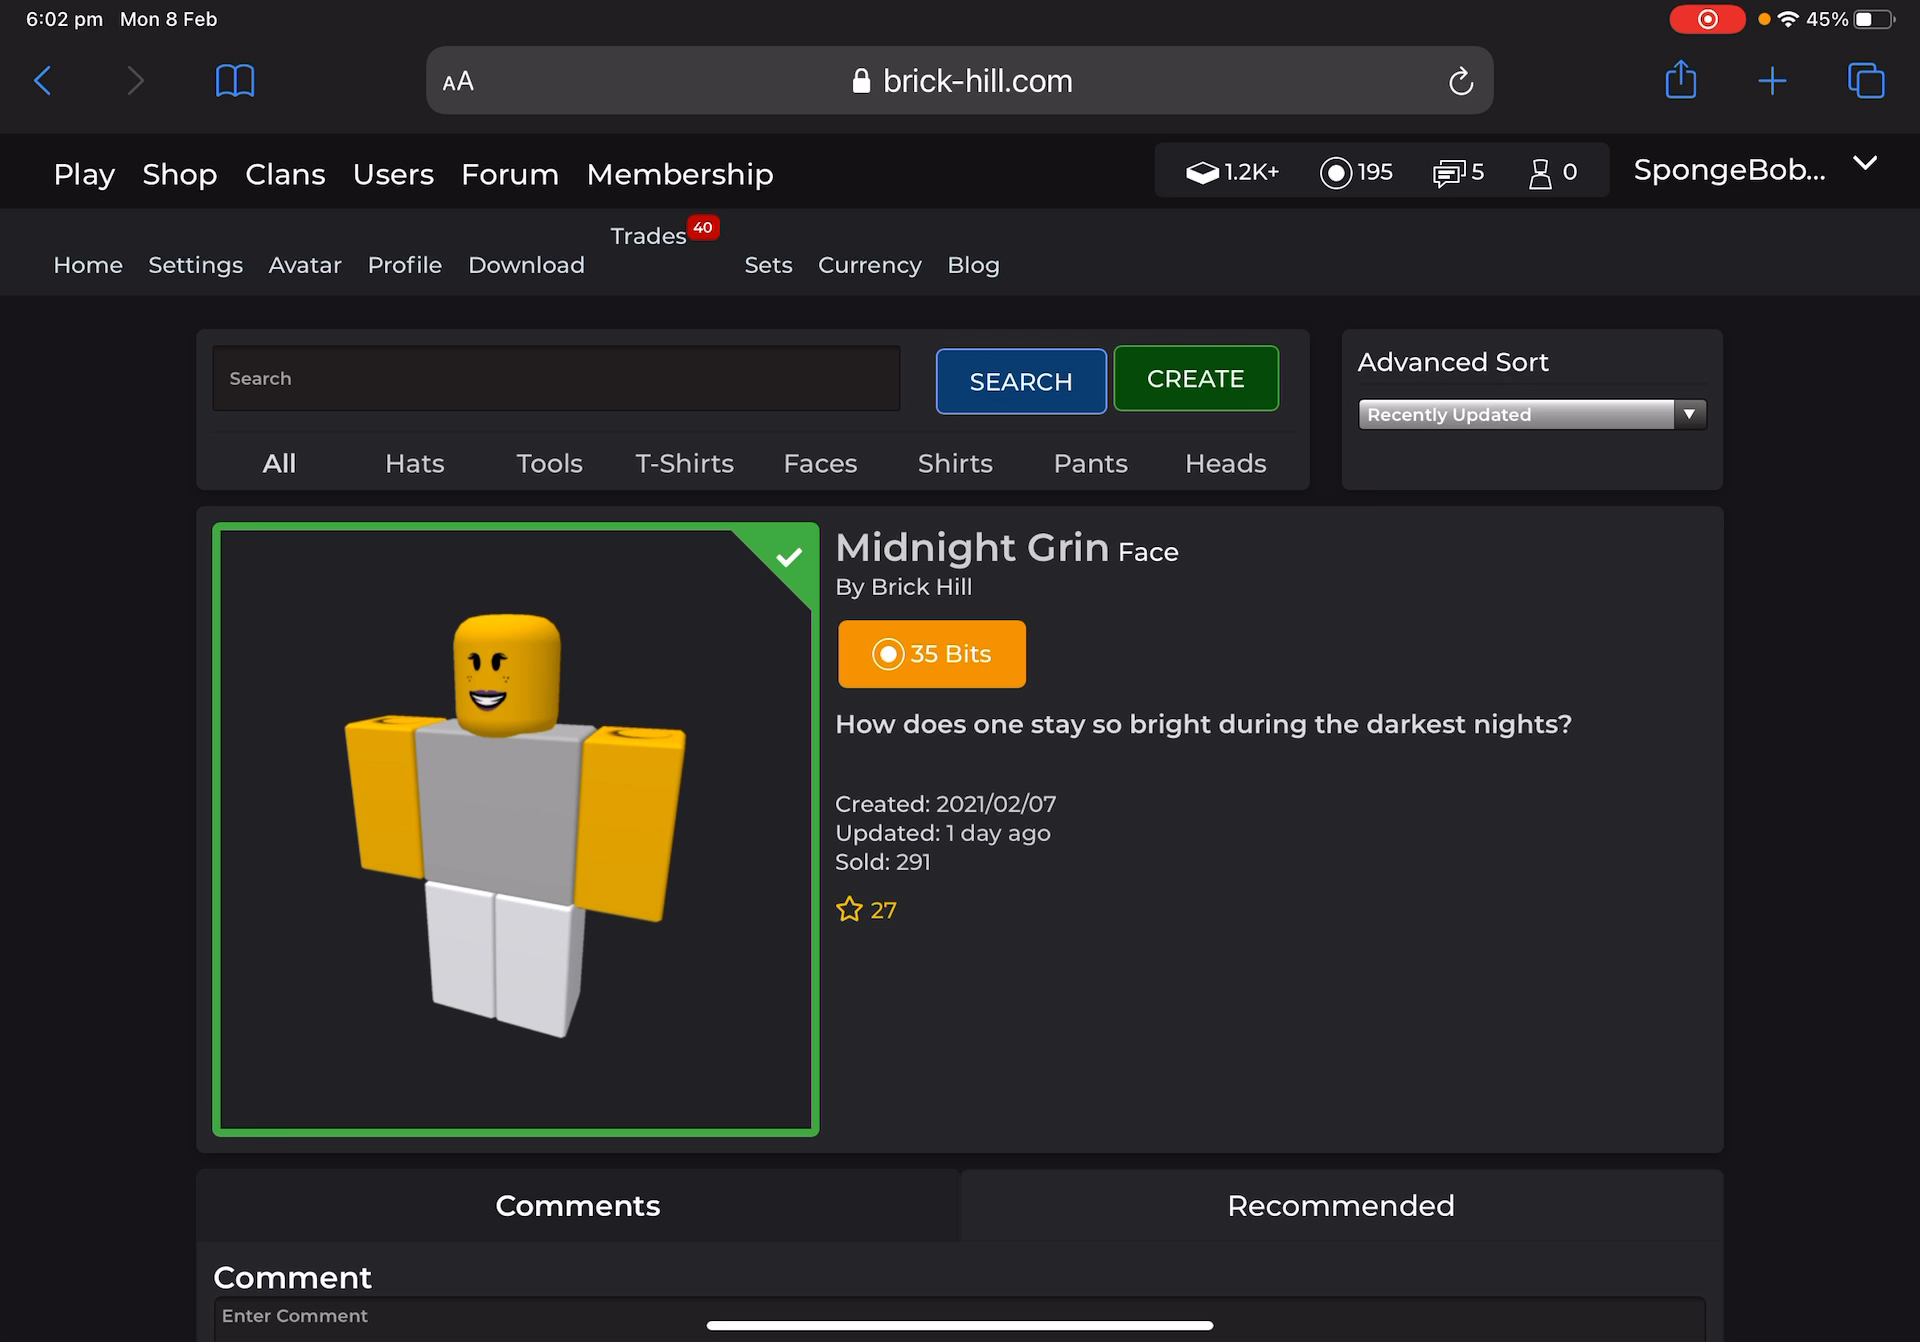 6:02 pm Mon 8 Feb
45%
AA brick-hill.com
Play Shop Clans Users Forum Membership
1.2K+ 195 5 0 SpongeBob...
Trades 40
Home Settings Avatar Profile Download Sets Currency Blog
Search
SEARCH
CREATE
Advanced Sort
Recently Updated
All Hats Tools T-Shirts Faces Shirts Pants Heads
Midnight Grin Face
By Brick Hill
35 Bits
How does one stay so bright during the darkest nights?
Created: 2021/02/07
Updated: 1 day ago
Sold: 291
27
Comments
Recommended
Comment
Enter Comment